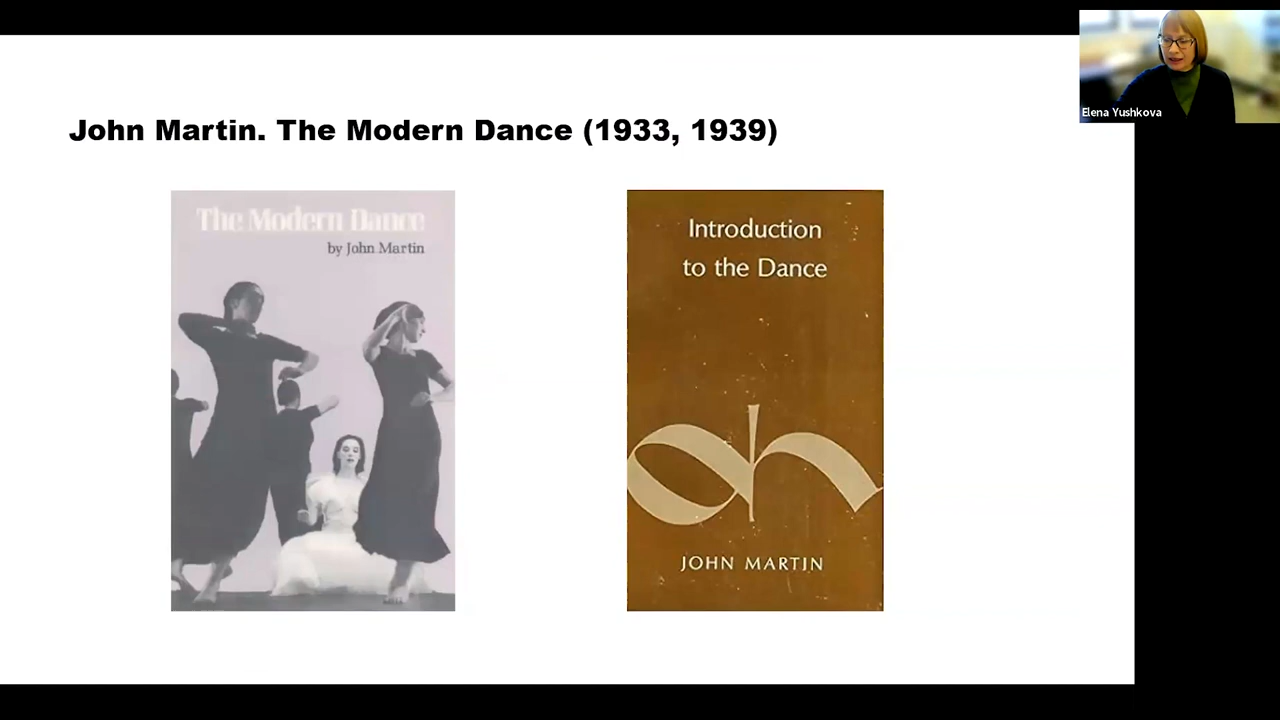 John Martin. The Modern Dance (1933, 1939)
The Modern Dance
by John Martin
Introduction
to the Dance
JOHN MARTIN
Elena Yushkova